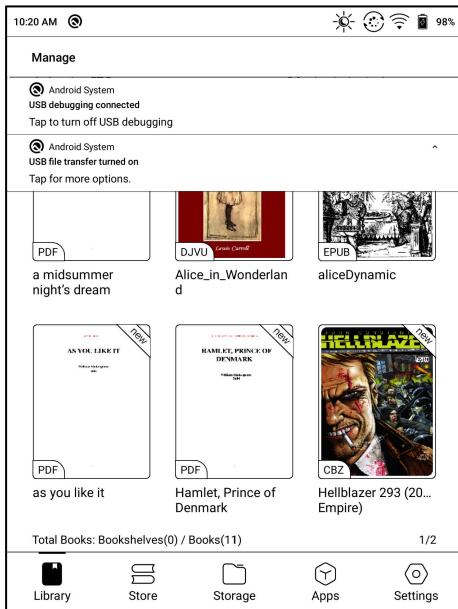 10:20 AM
98%
Manage
Android System
USB debugging connected
Tap to turn off USB debugging
Android System
USB file transfer turned on
Tap for more options.
PDF
Lewis Carroll
DJVU
EPUB
a midsummer
night's dream
Alice_in_Wonderlan
d
aliceDynamic
new
AS YOU LIKE IT
PDF
new
HAMLET, PRINCE OF
DENMARK
PDF
new
HELLBLAZE
CBZ
as you like it
Hamlet, Prince of
Denmark
Hellblazer 293 (20...
Empire)
Total Books: Bookshelves(0) / Books(11)
1/2
Library
Store
Storage
Apps
Settings